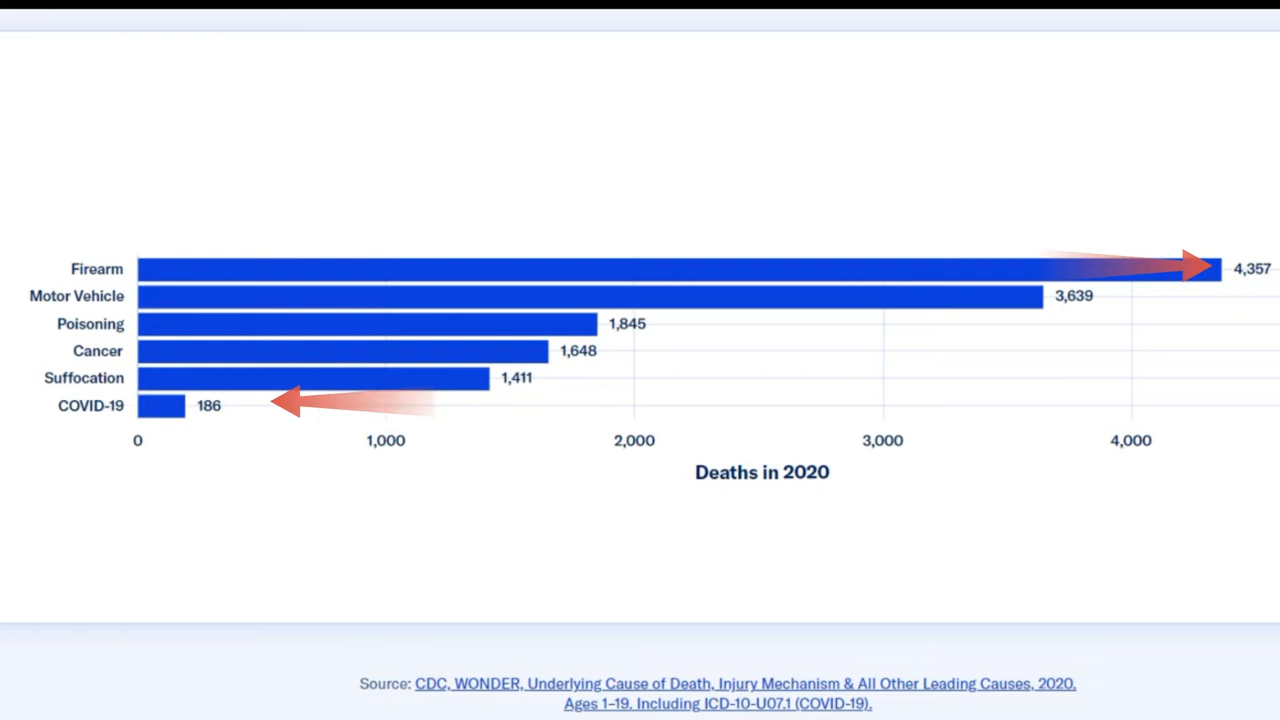 Firearm 4,357
Motor Vehicle 3,639
Poisoning 1,845
Cancer 1,648
Suffocation 1,411
COVID-19 186
0 1,000 2,000 3,000 4,000
Deaths in 2020
Source: CDC, WONDER, Underlying Cause of Death, Injury Mechanism & All Other Leading Causes, 2020.
Ages 1–19. Including ICD-10-U07.1 (COVID-19).